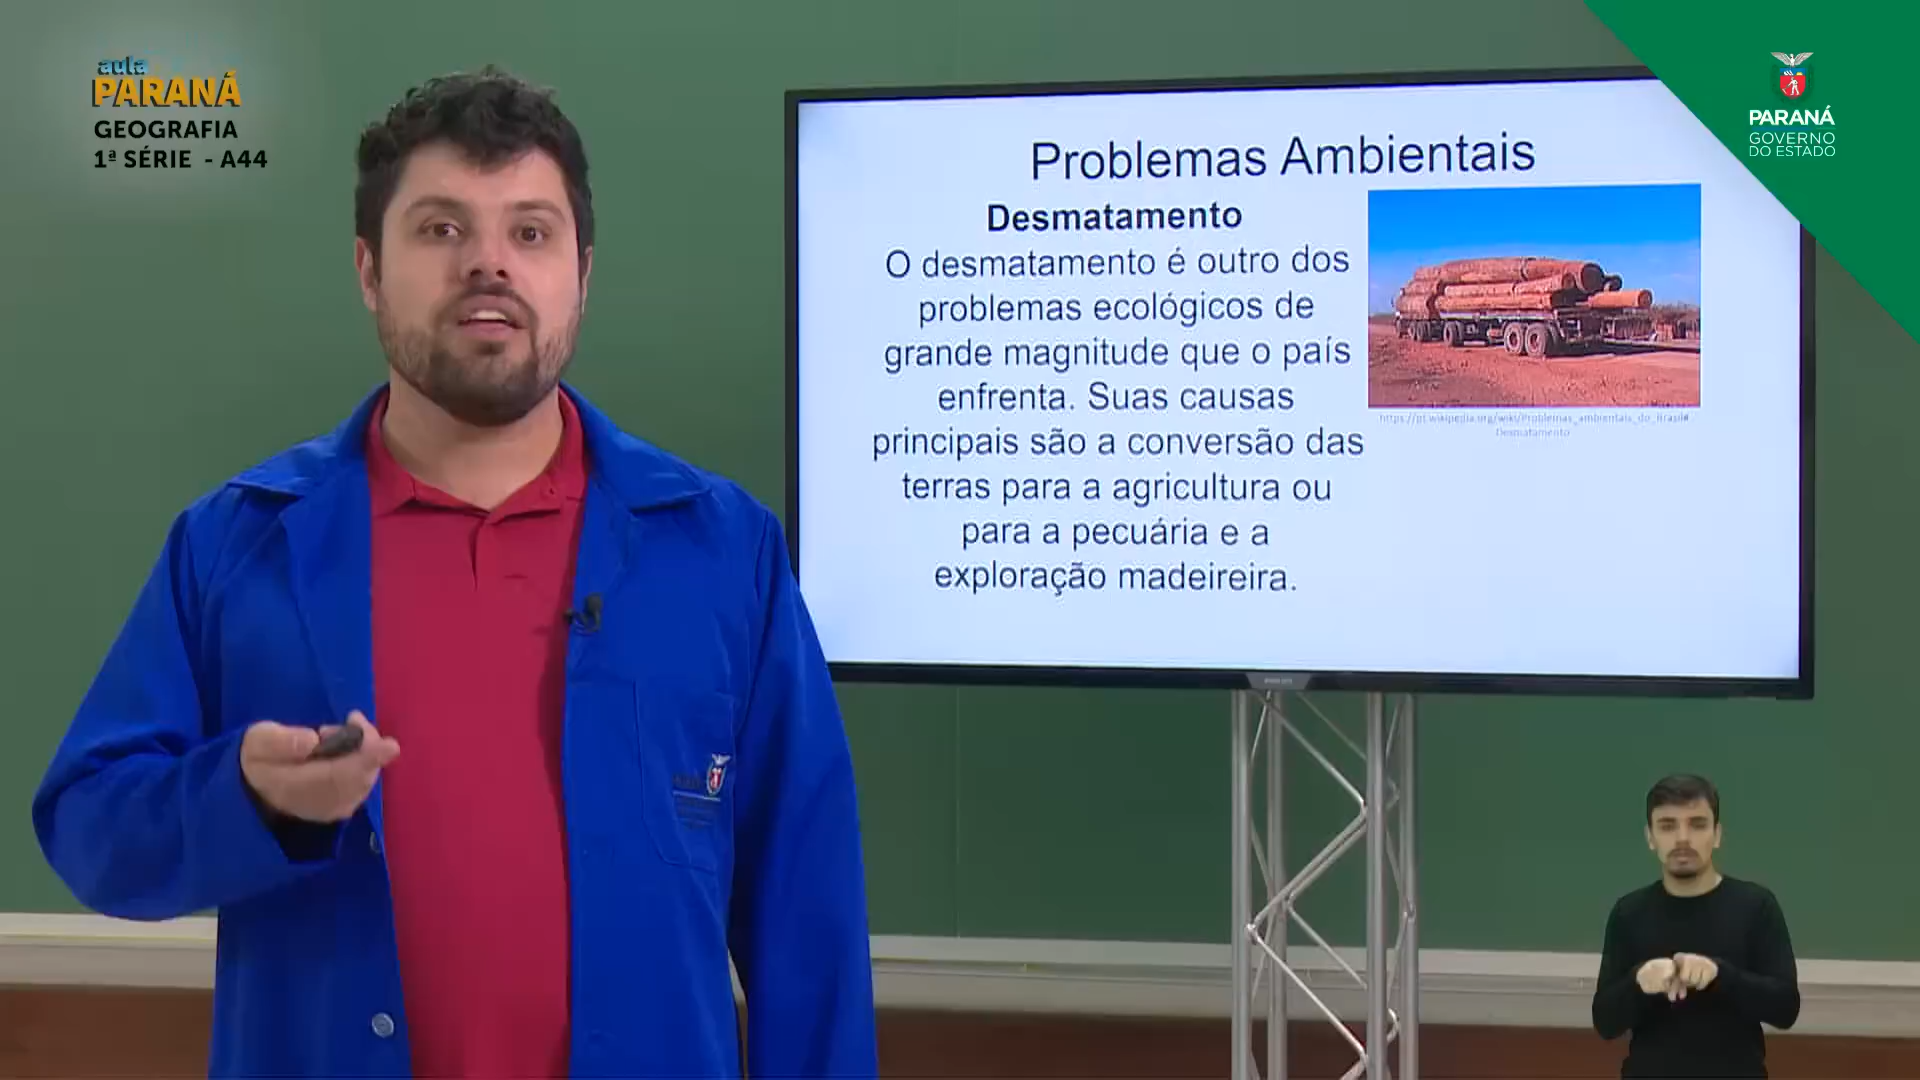 aula
PARANÁ
GEOGRAFIA
1ª SÉRIE - A44
PARANÁ
GOVERNO
DO ESTADO
Problemas Ambientais
Desmatamento
O desmatamento é outro dos
problemas ecológicos de
grande magnitude que o país
enfrenta. Suas causas
principais são a conversão das
terras para a agricultura ou
para a pecuária e a
exploração madeireira.
https://pt.wikipedia.org/wiki/Problemas_ambientais_do_Brasil#
Desmatamento